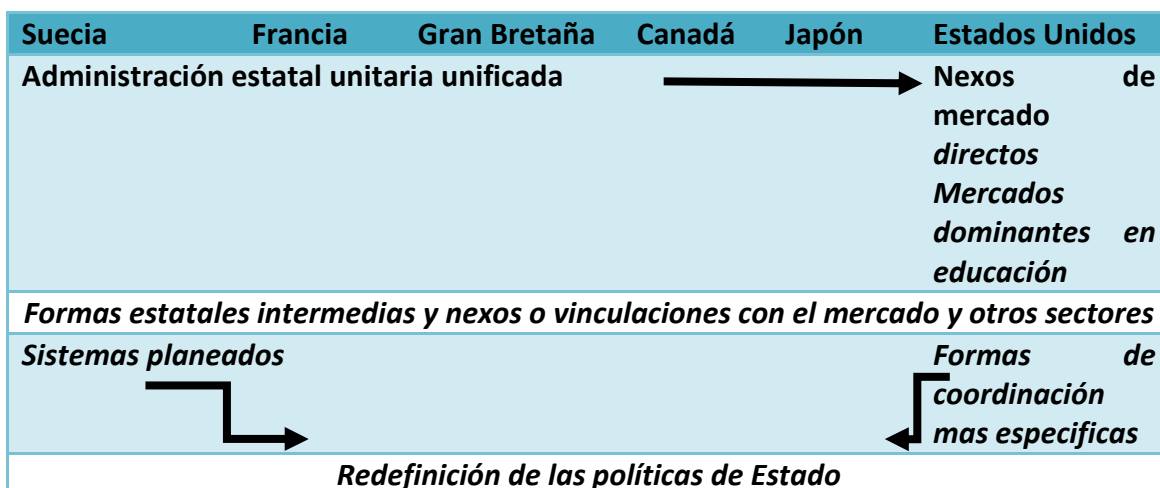 Suecia Francia Gran Bretaña Canadá Japón Estados Unidos
Administración estatal unitaria unificada
Nexos de
mercado
directos
Mercados
dominantes en
educación
Formas estatales intermedias y nexos o vinculaciones con el mercado y otros sectores
Sistemas planeados
Formas de
coordinación
mas especificas
Redefinición de las políticas de Estado